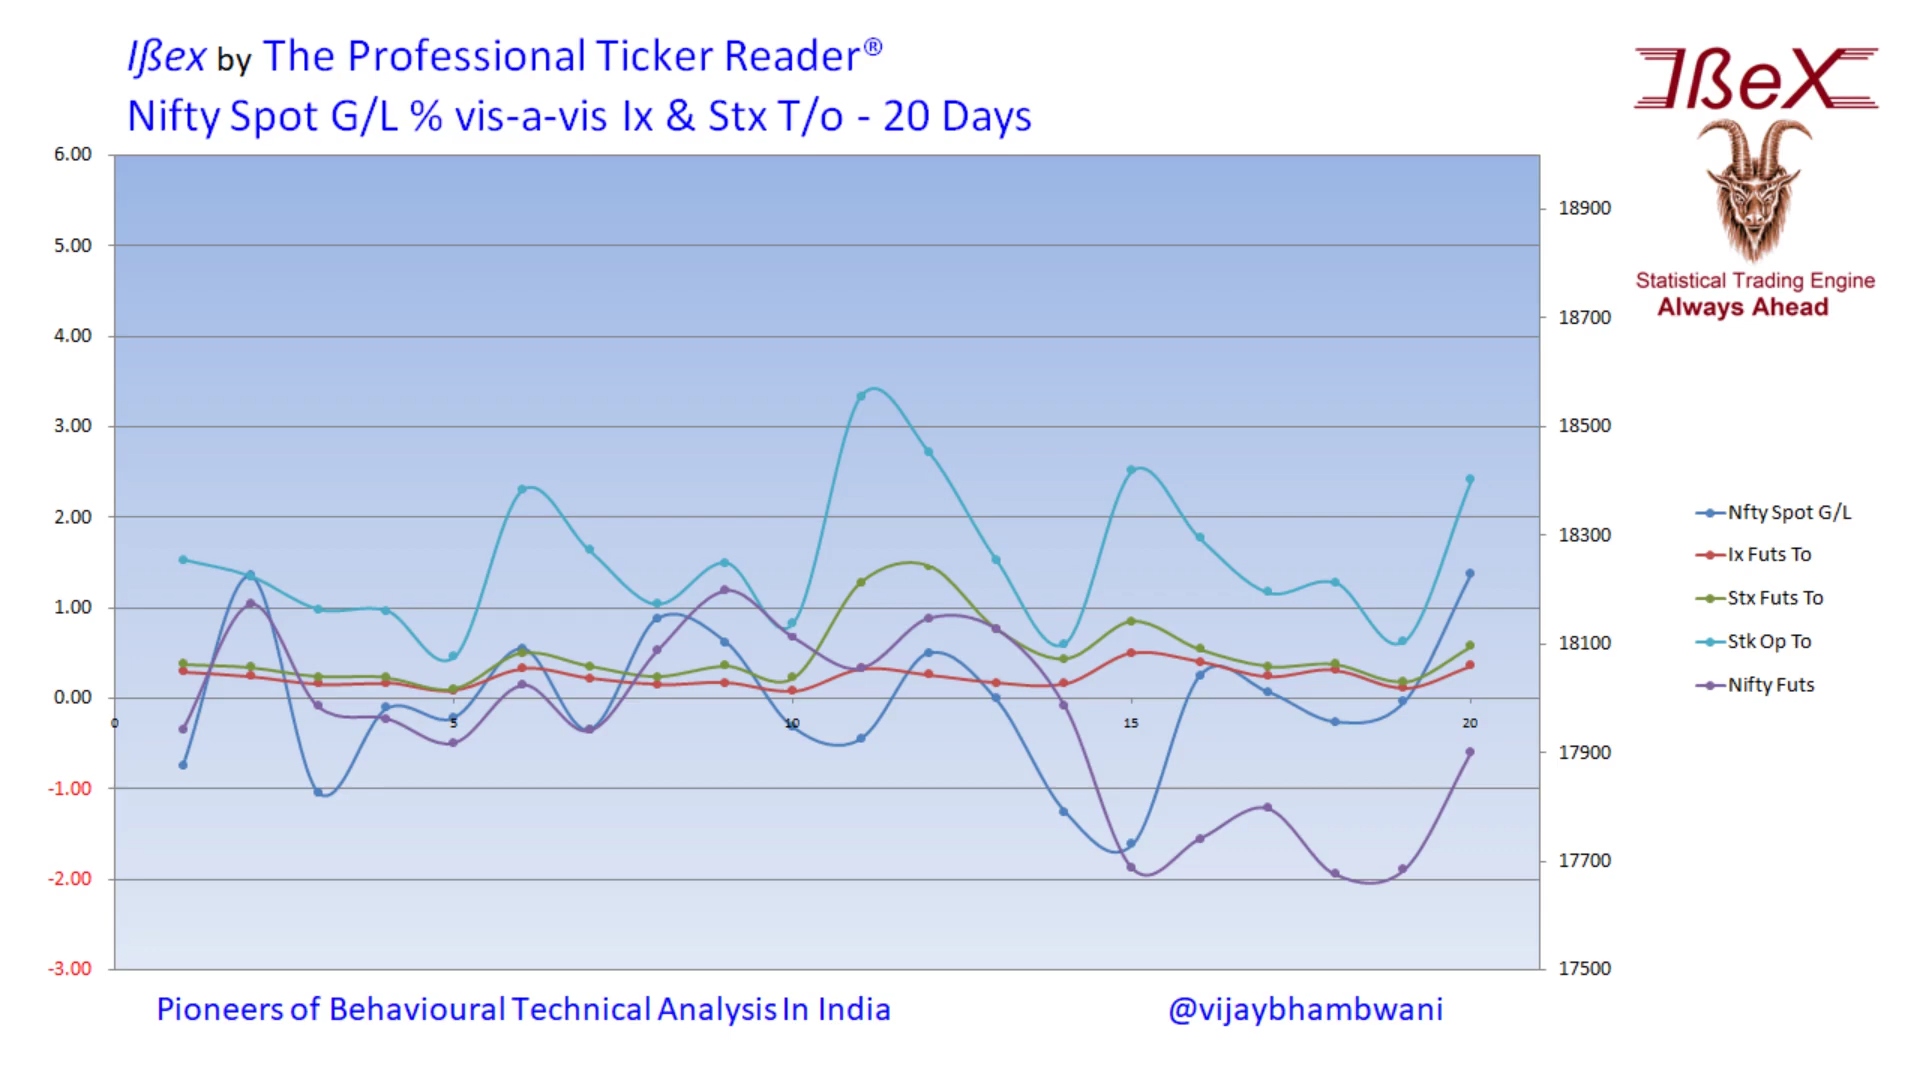 Ißex by The Professional Ticker Reader®
Nifty Spot G/L % vis-a-vis Ix & Stx T/o - 20 Days
IßeX
Statistical Trading Engine
Always Ahead
6.00
5.00
4.00
3.00
2.00
1.00
0.00
-1.00
-2.00
-3.00
0
5
10
15
20
18900
18700
18500
18300
18100
17900
17700
17500
Nfty Spot G/L
Ix Futs To
Stx Futs To
Stk Op To
Nifty Futs
Pioneers of Behavioural Technical Analysis In India
@vijaybhambwani